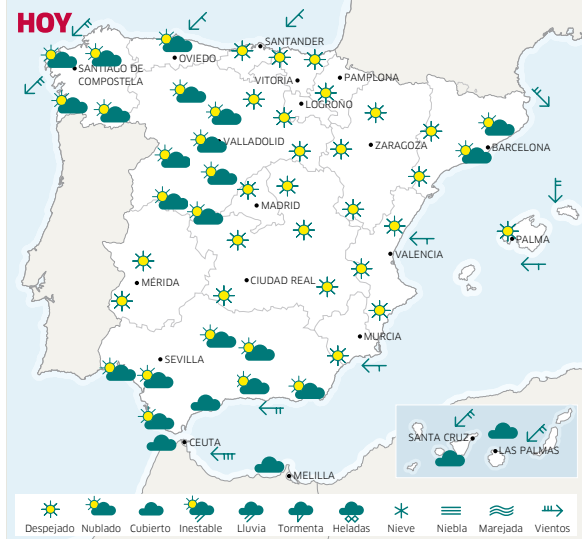 HOY
SANTANDER
OVIEDO
SANTIAGO DE
COMPOSTELA
VITORIA
PAMPLONA
LOGROÑO
VALLADOLID
ZARAGOZA
BARCELONA
MADRID
PALMA
VALENCIA
MÉRIDA
CIUDAD REAL
MURCIA
SEVILLA
CEUTA
MELILLA
SANTA CRUZ
LAS PALMAS
Despejado Nublado Cubierto Inestable Lluvia Tormenta Heladas Nieve Niebla Marejada Vientos